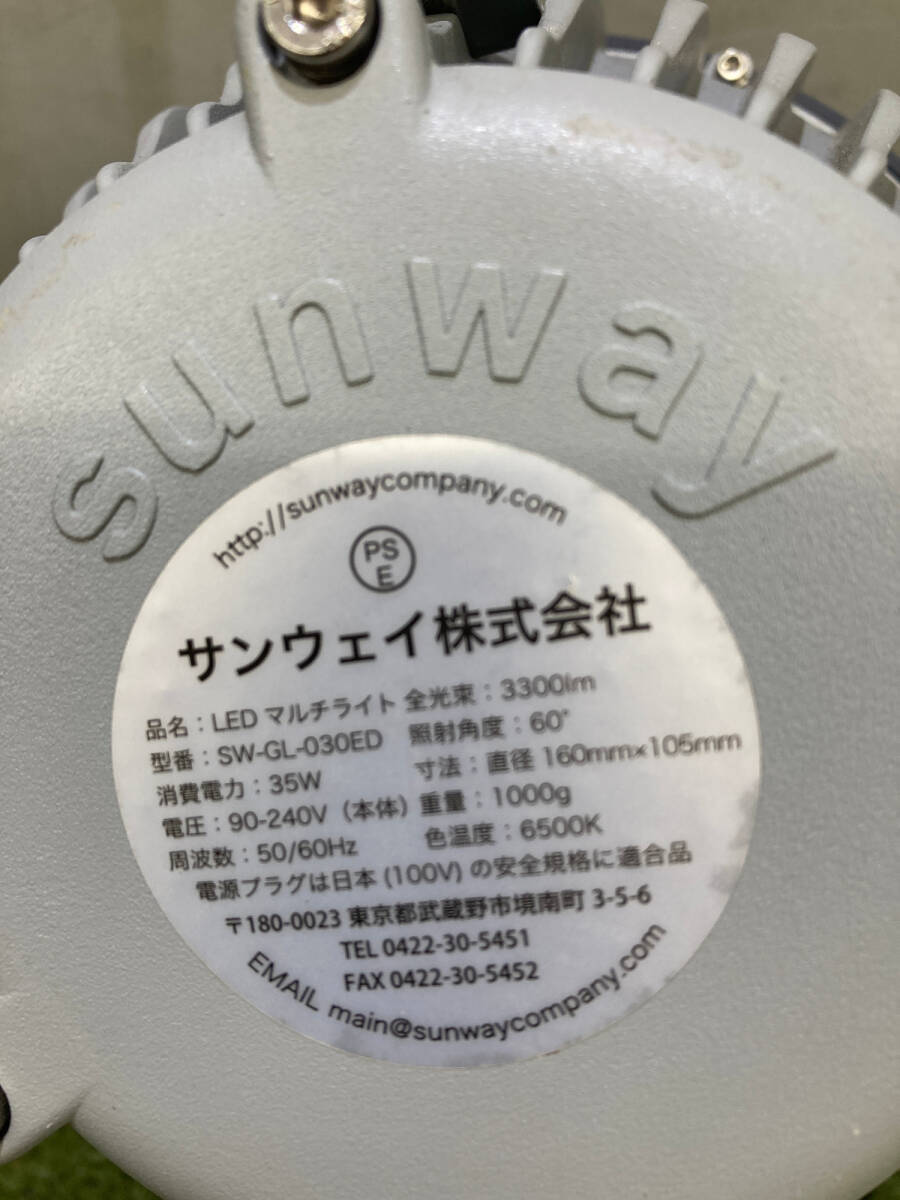 sunway
http://sunwaycompany.com
PS
E
サンウェイ株式会社
品名：LED マルチライト 全光束：3300lm
型番：SW-GL-030ED 照射角度：60°
消費電力：35W 寸法：直径 160mm×105mm
電圧：90-240V（本体）重量：1000g
周波数：50/60Hz 色温度：6500K
電源プラグは日本 (100V) の安全規格に適合品
〒180-0023 東京都武蔵野市境南町 3-5-6
TEL 0422-30-5451
FAX 0422-30-5452
EMAIL main@sunwaycompany.com